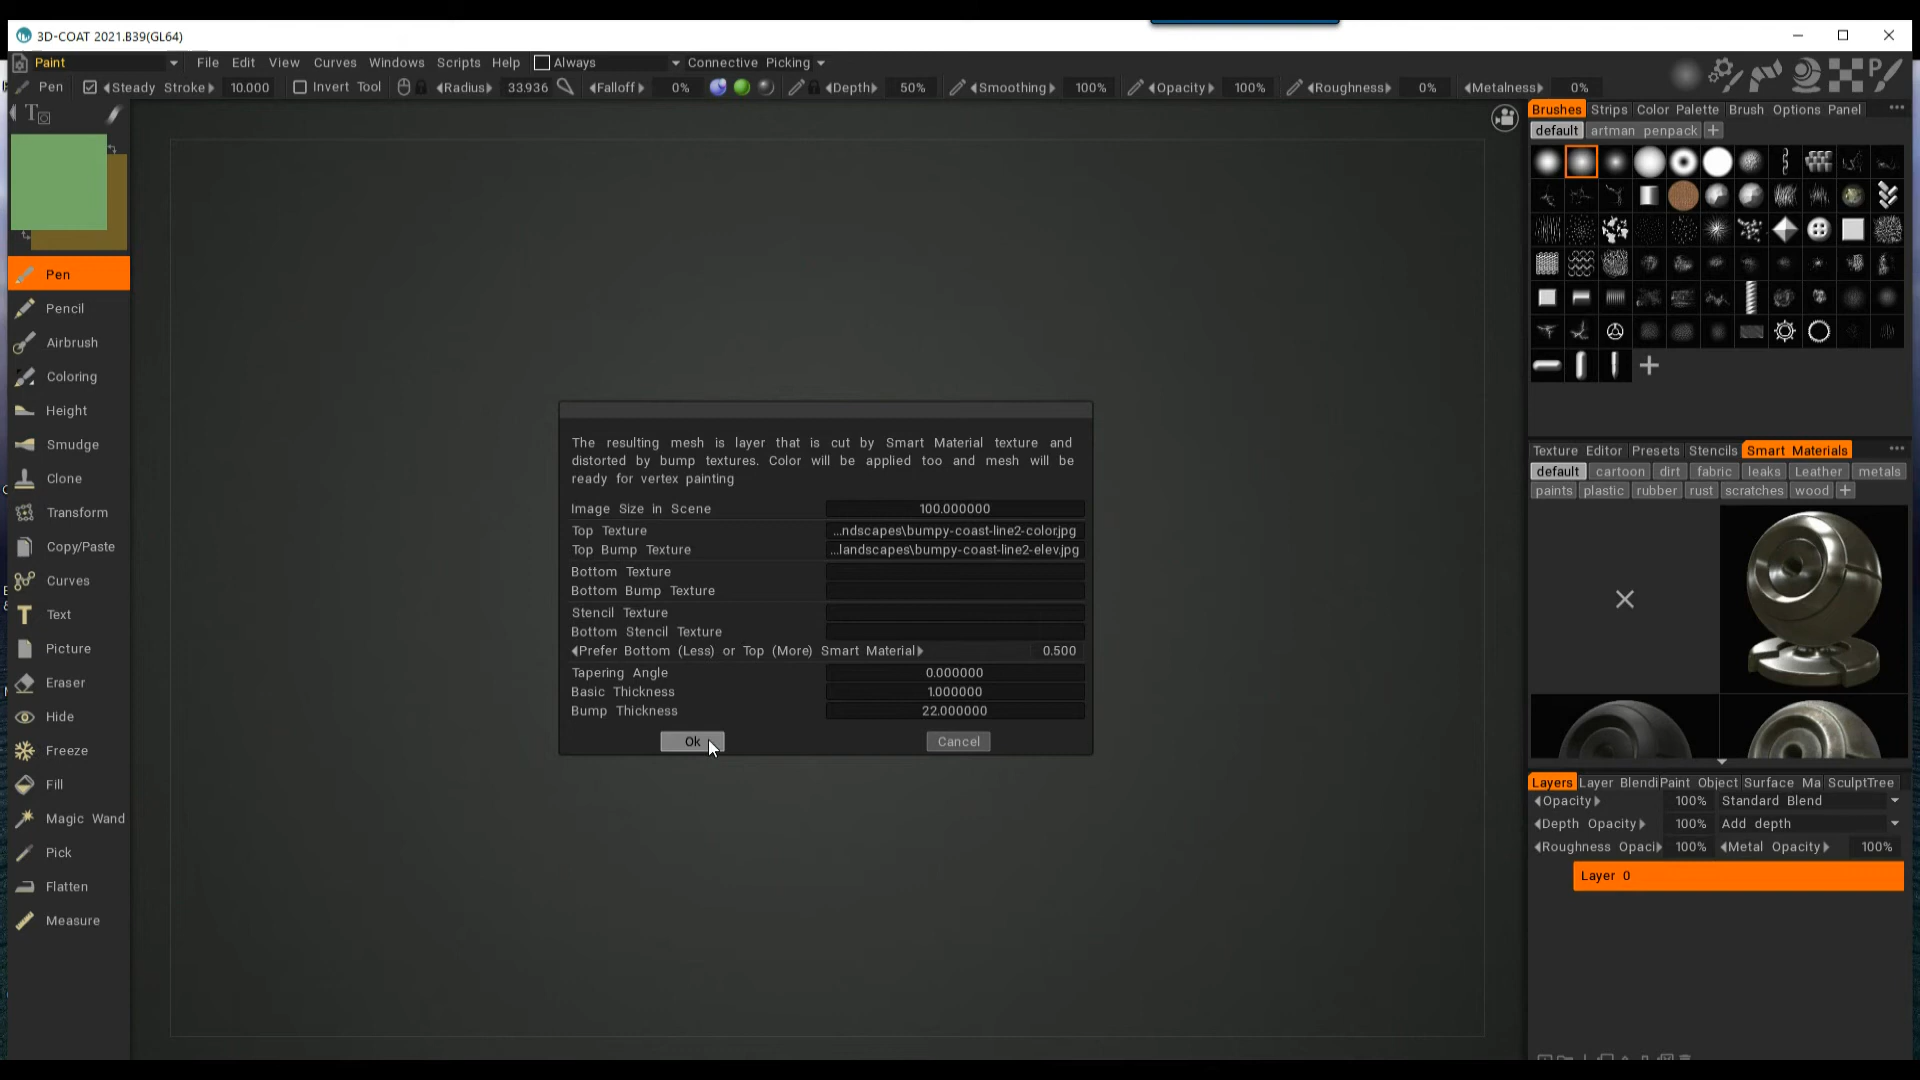 3D-COAT 2021.B39(GL64)
Paint File Edit View Curves Windows Scripts Help Always Connective Picking
Pen Steady Stroke 10.000 Invert Tool Radius 33.936 Falloff 0% Depth 50% Smoothing 100% Opacity 100% Roughness 0% Metalness 0%
Brushes Strips Color Palette Brush Options Panel
default artman penpack
Pen
Pencil
Airbrush
Coloring
Height
Smudge
Clone
Transform
Copy/Paste
Curves
Text
Picture
Eraser
Hide
Freeze
Fill
Magic Wand
Pick
Flatten
Measure
The resulting mesh is layer that is cut by Smart Material texture and
distorted by bump textures. Color will be applied too and mesh will be
ready for vertex painting
Image Size in Scene 100.000000
Top Texture ...ndscapes\bumpy-coast-line2-color.jpg
Top Bump Texture ...landscapes\bumpy-coast-line2-elev.jpg
Bottom Texture
Bottom Bump Texture
Stencil Texture
Bottom Stencil Texture
Prefer Bottom (Less) or Top (More) Smart Material 0.500
Tapering Angle 0.000000
Basic Thickness 1.000000
Bump Thickness 22.000000
Ok Cancel
Texture Editor Presets Stencils Smart Materials
default cartoon dirt fabric leaks Leather metals
paints plastic rubber rust scratches wood
Layers Layer Blendi Paint Object Surface Ma SculptTree
Opacity 100% Standard Blend
Depth Opacity 100% Add depth
Roughness Opaci 100% Metal Opacity 100%
Layer 0